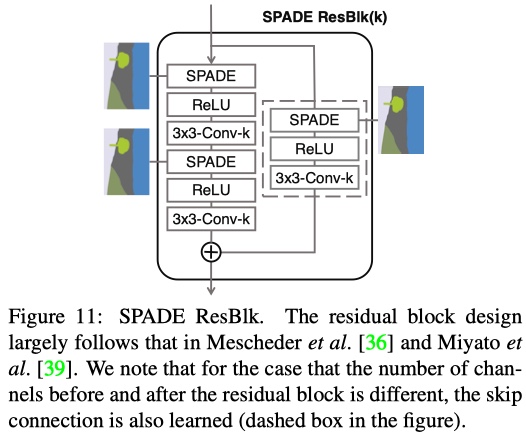 SPADE ResBlk(k)
SPADE
ReLU
3x3-Conv-k
SPADE
ReLU
3x3-Conv-k
SPADE
ReLU
3x3-Conv-k
Figure 11: SPADE ResBlk. The residual block design
largely follows that in Mescheder et al. [36] and Miyato et
al. [39]. We note that for the case that the number of chan-
nels before and after the residual block is different, the skip
connection is also learned (dashed box in the figure).